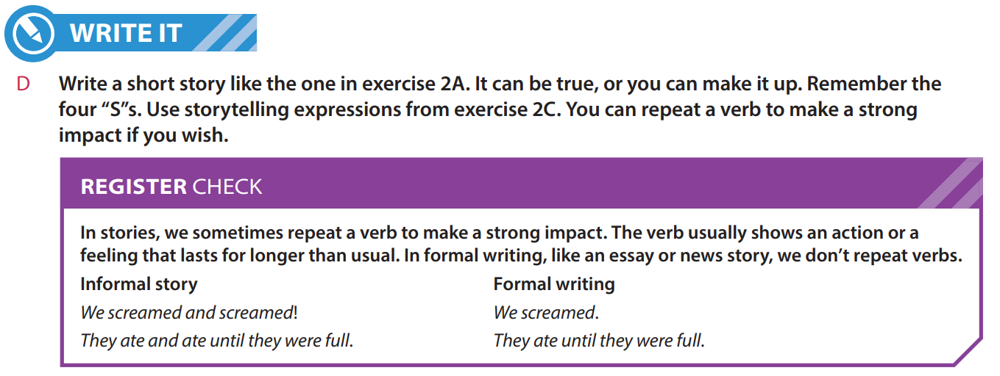 WRITE IT
D Write a short story like the one in exercise 2A. It can be true, or you can make it up. Remember the
four “S”s. Use storytelling expressions from exercise 2C. You can repeat a verb to make a strong
impact if you wish.
REGISTER CHECK
In stories, we sometimes repeat a verb to make a strong impact. The verb usually shows an action or a
feeling that lasts for longer than usual. In formal writing, like an essay or news story, we don’t repeat verbs.
Informal story Formal writing
We screamed and screamed! We screamed.
They ate and ate until they were full. They ate until they were full.